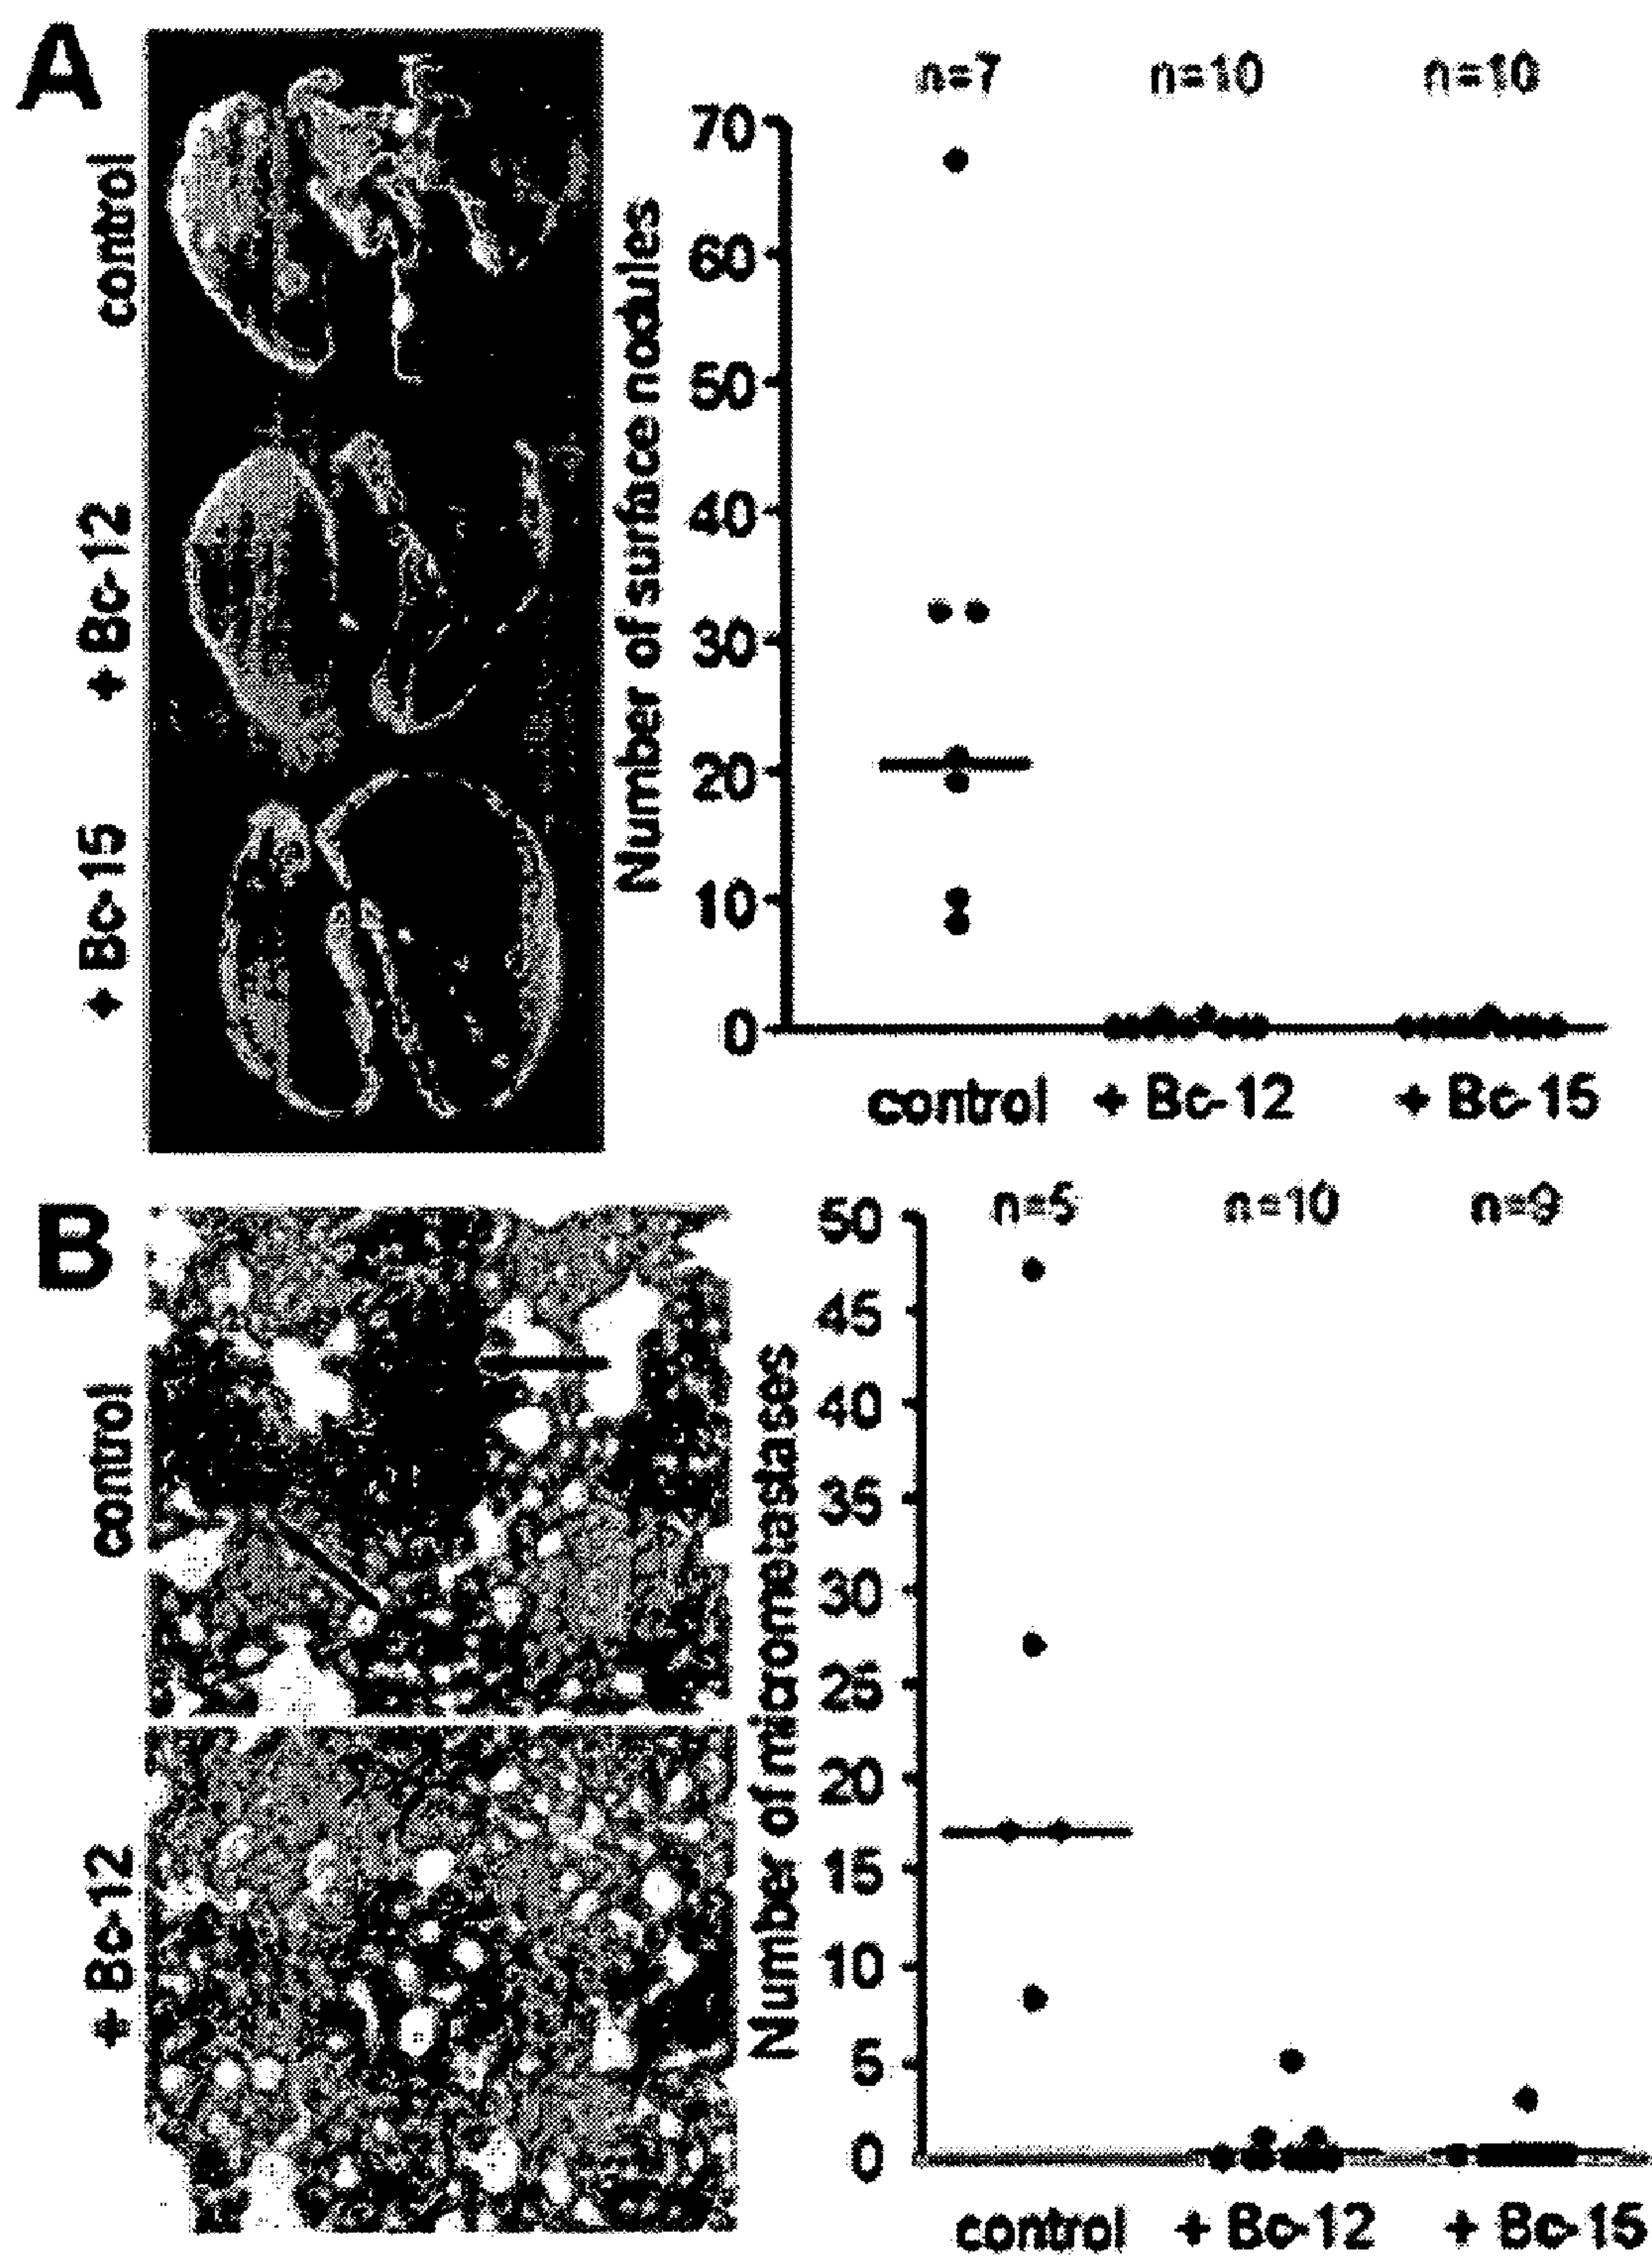 A
control
+ Bc-12
+ Bc-15
Number of surface nodules
n=7 n=10 n=10
70
60
50
40
30
20
10
0
control + Bc-12 + Bc-15
B
control
+ Bc-12
Number of micrometastases
n=5 n=10 n=9
50
45
40
35
30
25
20
15
10
5
0
control + Bc-12 + Bc-15